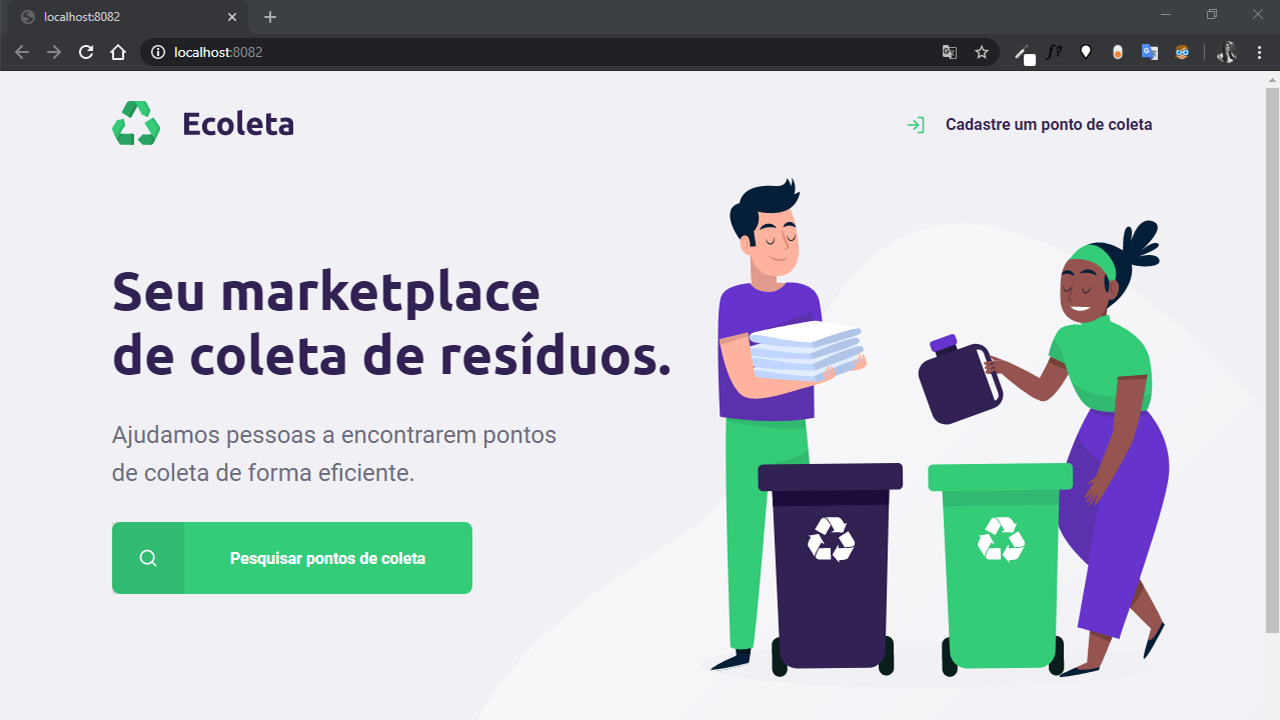 localhost:8082
localhost:8082
f?
Ecoleta
Cadastre um ponto de coleta
Seu marketplace
de coleta de resíduos.
Ajudamos pessoas a encontrarem pontos
de coleta de forma eficiente.
Pesquisar pontos de coleta